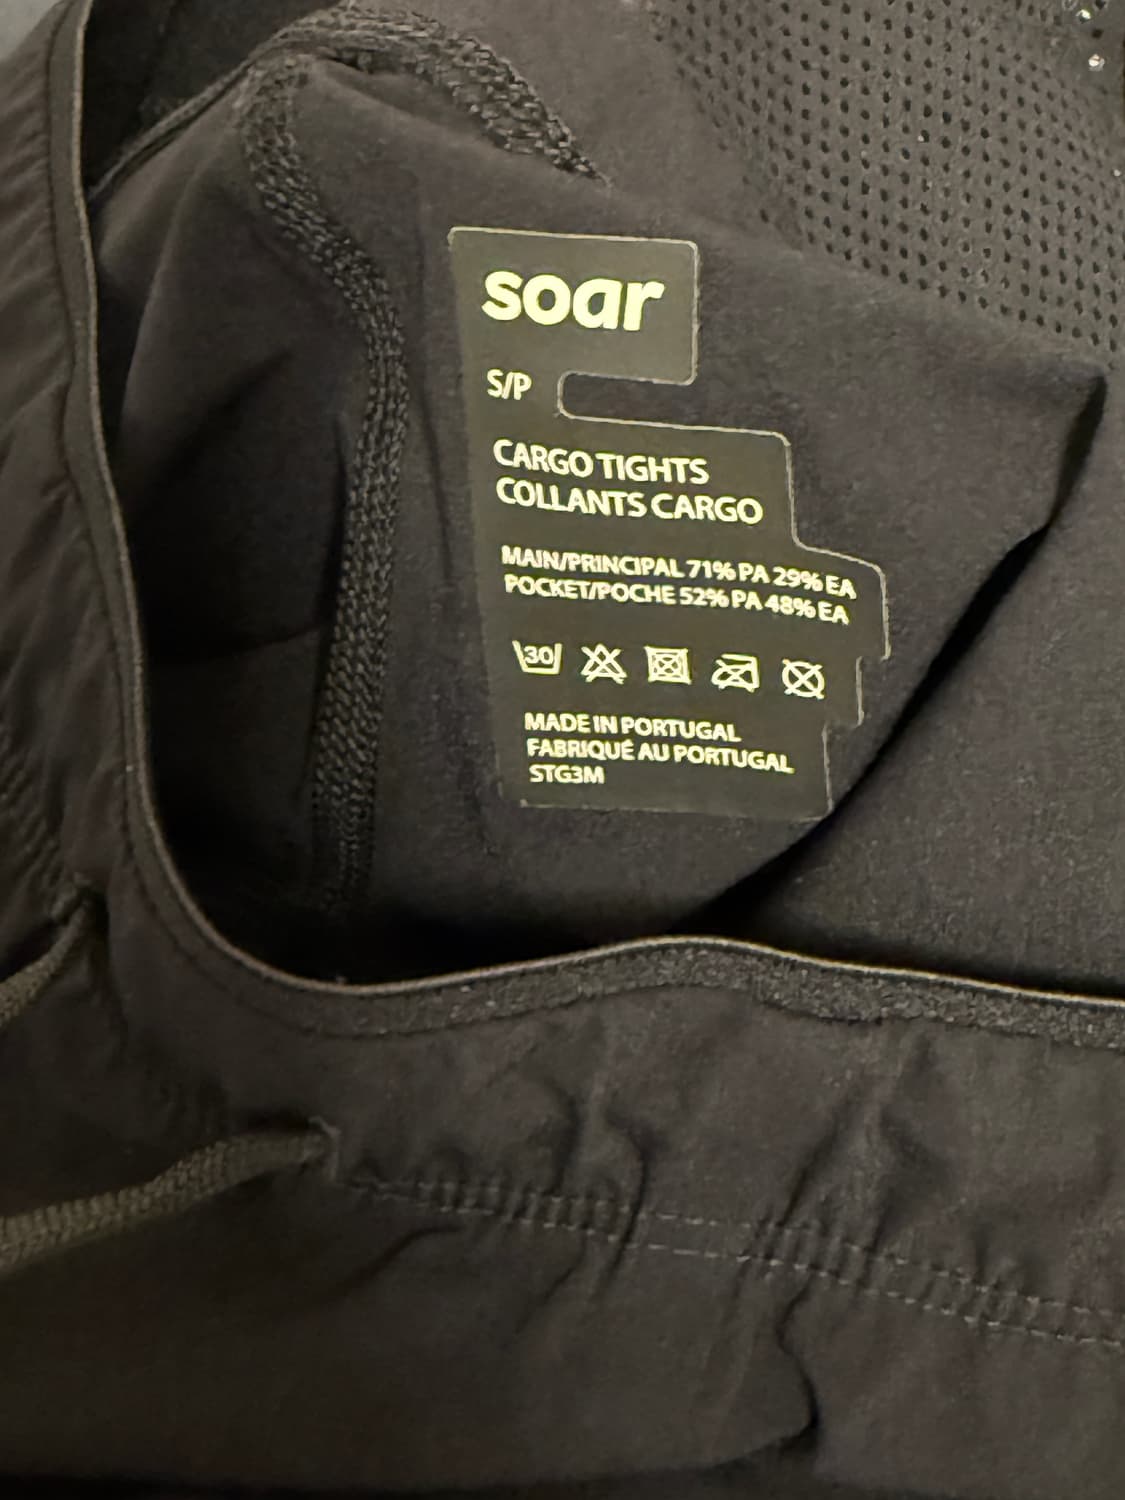 soar
S/P
CARGO TIGHTS
COLLANTS CARGO
MAIN/PRINCIPAL 71% PA 29% EA
POCKET/POCHE 52% PA 48% EA
30
MADE IN PORTUGAL
FABRIQUÉ AU PORTUGAL
STG3M